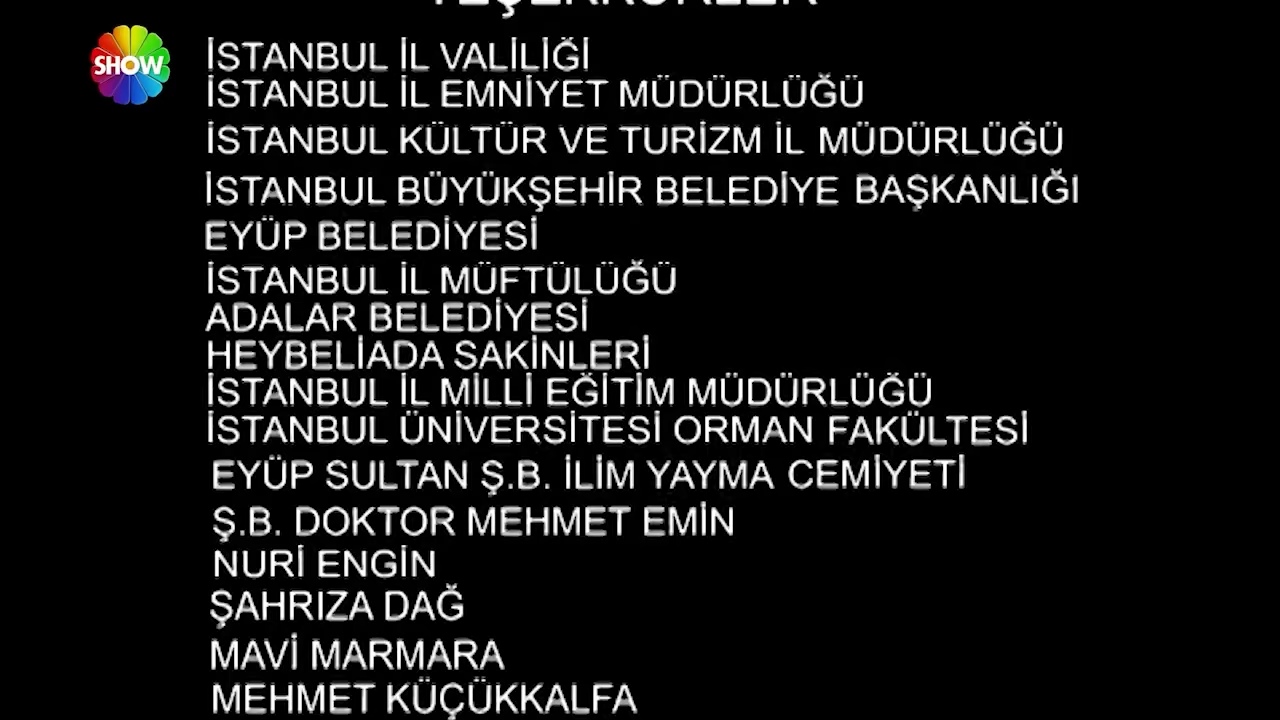 TEŞEKKÜRLER
SHOW
İSTANBUL İL VALİLİĞİ
İSTANBUL İL EMNİYET MÜDÜRLÜĞÜ
İSTANBUL KÜLTÜR VE TURİZM İL MÜDÜRLÜĞÜ
İSTANBUL BÜYÜKŞEHİR BELEDİYE BAŞKANLIĞI
EYÜP BELEDİYESİ
İSTANBUL İL MÜFTÜLÜĞÜ
ADALAR BELEDİYESİ
HEYBELİADA SAKİNLERİ
İSTANBUL İL MİLLİ EĞİTİM MÜDÜRLÜĞÜ
İSTANBUL ÜNİVERSİTESİ ORMAN FAKÜLTESİ
EYÜP SULTAN Ş.B. İLİM YAYMA CEMİYETİ
Ş.B. DOKTOR MEHMET EMİN
NURİ ENGİN
ŞAHRIZA DAĞ
MAVİ MARMARA
MEHMET KÜÇÜKKALFA